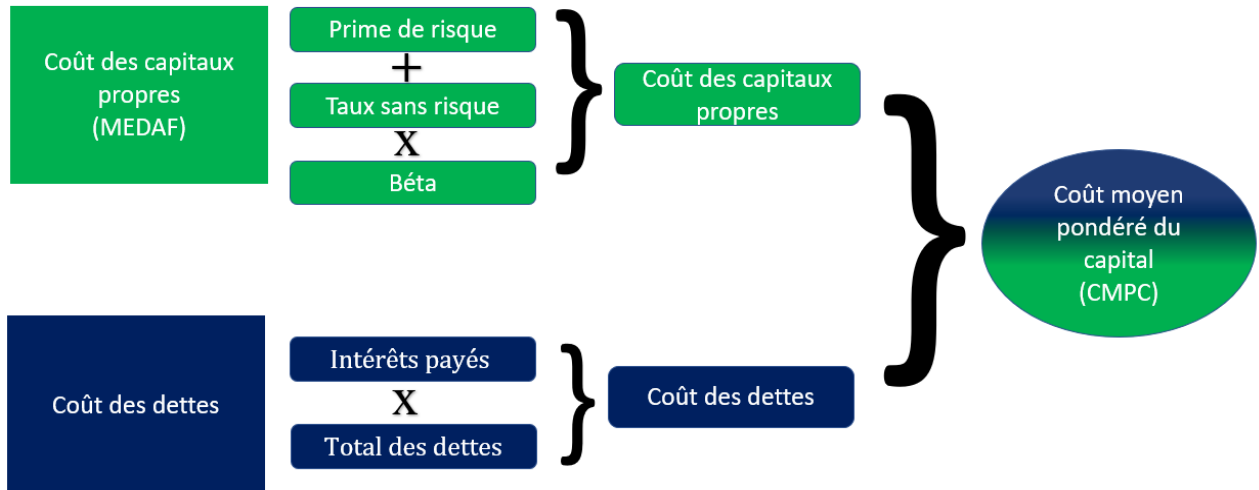 Coût des capitaux
propres
(MEDAF)
Prime de risque
+
Taux sans risque
X
Béta
Coût des capitaux
propres
Coût moyen
pondéré du
capital
(CMPC)
Coût des dettes
Intérêts payés
X
Total des dettes
Coût des dettes